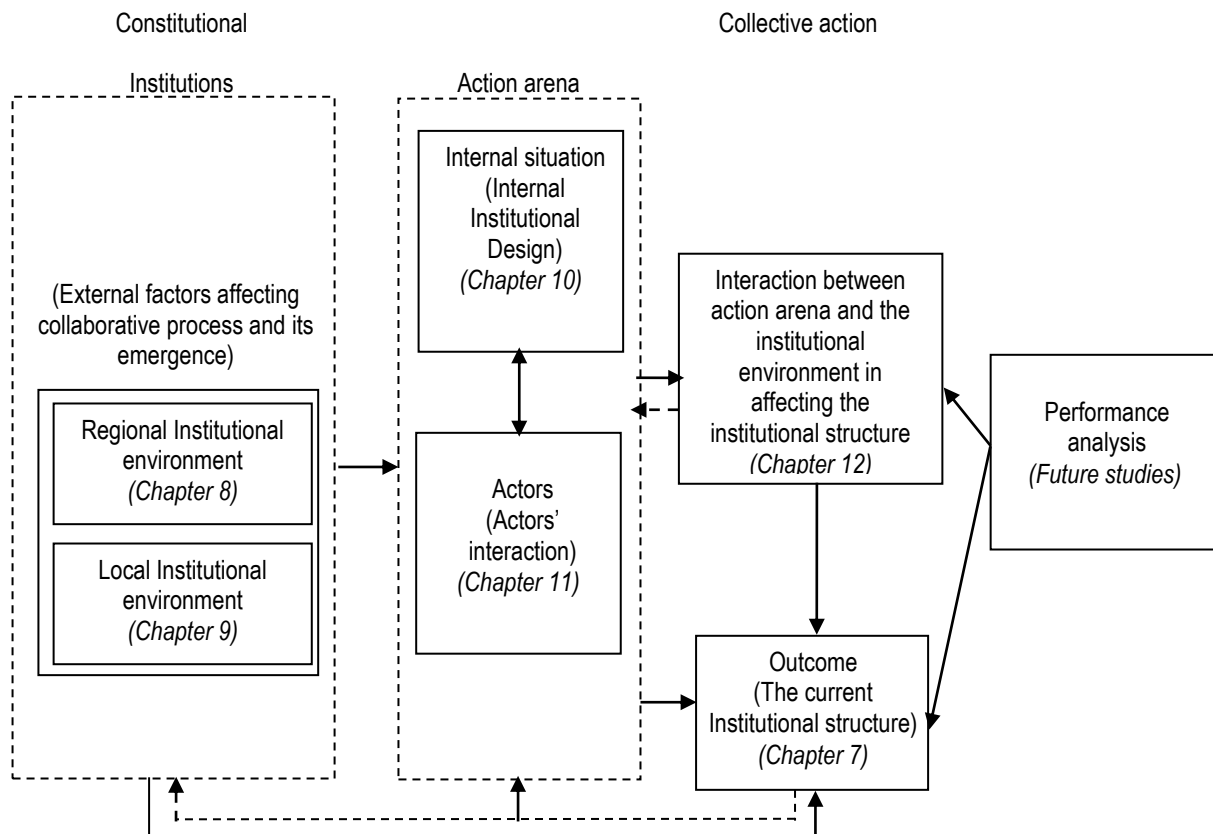 Constitutional
Collective action
Institutions
Action arena
(External factors affecting
collaborative process and its
emergence)
Regional Institutional
environment
(Chapter 8)
Local Institutional
environment
(Chapter 9)
Internal situation
(Internal
Institutional
Design)
(Chapter 10)
Actors
(Actors’
interaction)
(Chapter 11)
Interaction between
action arena and the
institutional
environment in
affecting the
institutional structure
(Chapter 12)
Outcome
(The current
Institutional structure)
(Chapter 7)
Performance
analysis
(Future studies)